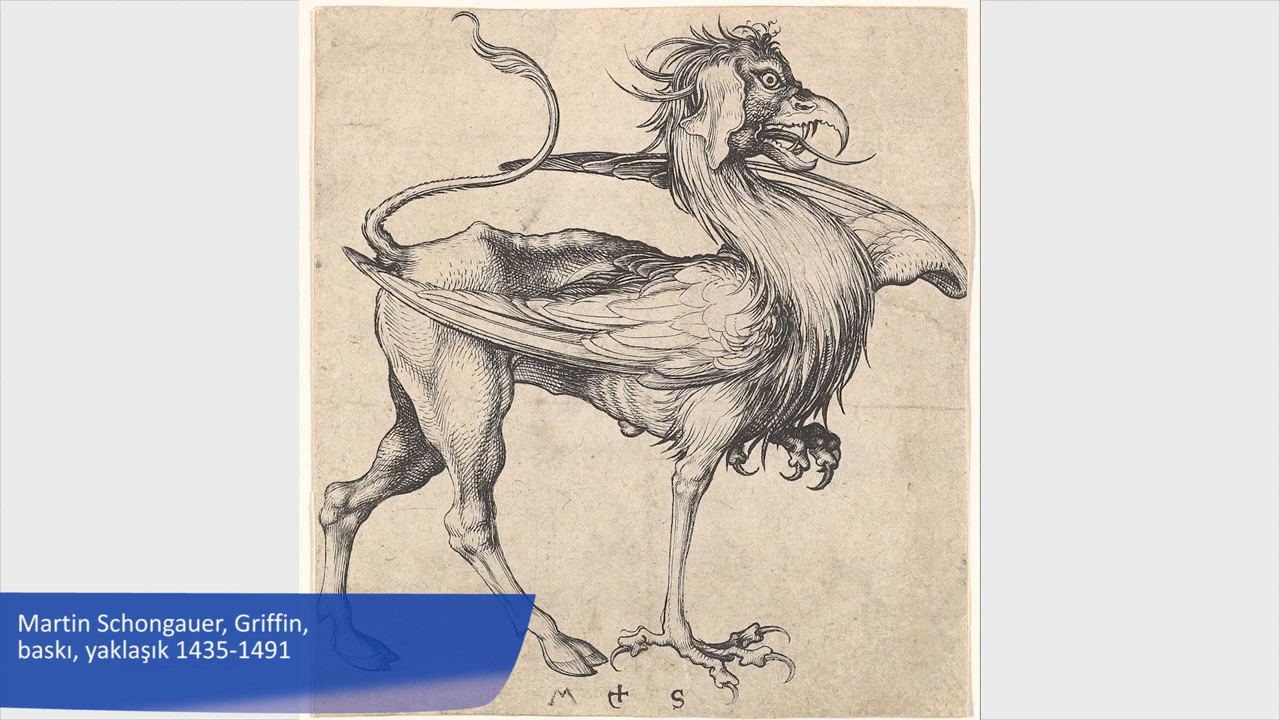 Martin Schongauer, Griffin,
baskı, yaklaşık 1435-1491
M S